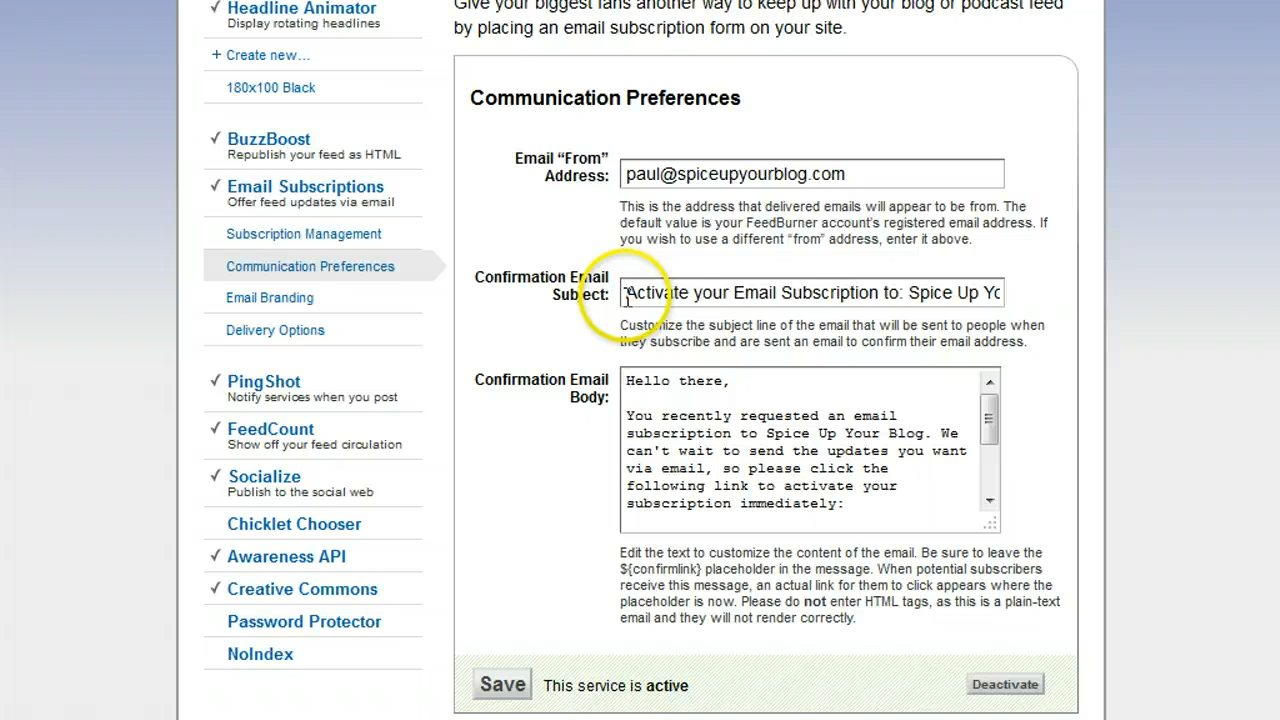 Headline Animator
Display rotating headlines
+ Create new...
180x100 Black
BuzzBoost
Republish your feed as HTML
Email Subscriptions
Offer feed updates via email
Subscription Management
Communication Preferences
Email Branding
Delivery Options
PingShot
Notify services when you post
FeedCount
Show off your feed circulation
Socialize
Publish to the social web
Chicklet Chooser
Awareness API
Creative Commons
Password Protector
NoIndex
Give your biggest fans another way to keep up with your blog or podcast feed
by placing an email subscription form on your site.
Communication Preferences
Email “From”
Address:
paul@spiceupyourblog.com
This is the address that delivered emails will appear to be from. The
default value is your FeedBurner account's registered email address. If
you wish to use a different “from” address, enter it above.
Confirmation Email
Subject:
Activate your Email Subscription to: Spice Up Yo
Customize the subject line of the email that will be sent to people when
they subscribe and are sent an email to confirm their email address.
Confirmation Email
Body:
Hello there,
You recently requested an email
subscription to Spice Up Your Blog. We
can't wait to send the updates you want
via email, so please click the
following link to activate your
subscription immediately:
Edit the text to customize the content of the email. Be sure to leave the
${confirmlink} placeholder in the message. When potential subscribers
receive this message, an actual link for them to click appears where the
placeholder is now. Please do not enter HTML tags, as this is a plain-text
email and they will not render correctly.
Save
This service is active
Deactivate